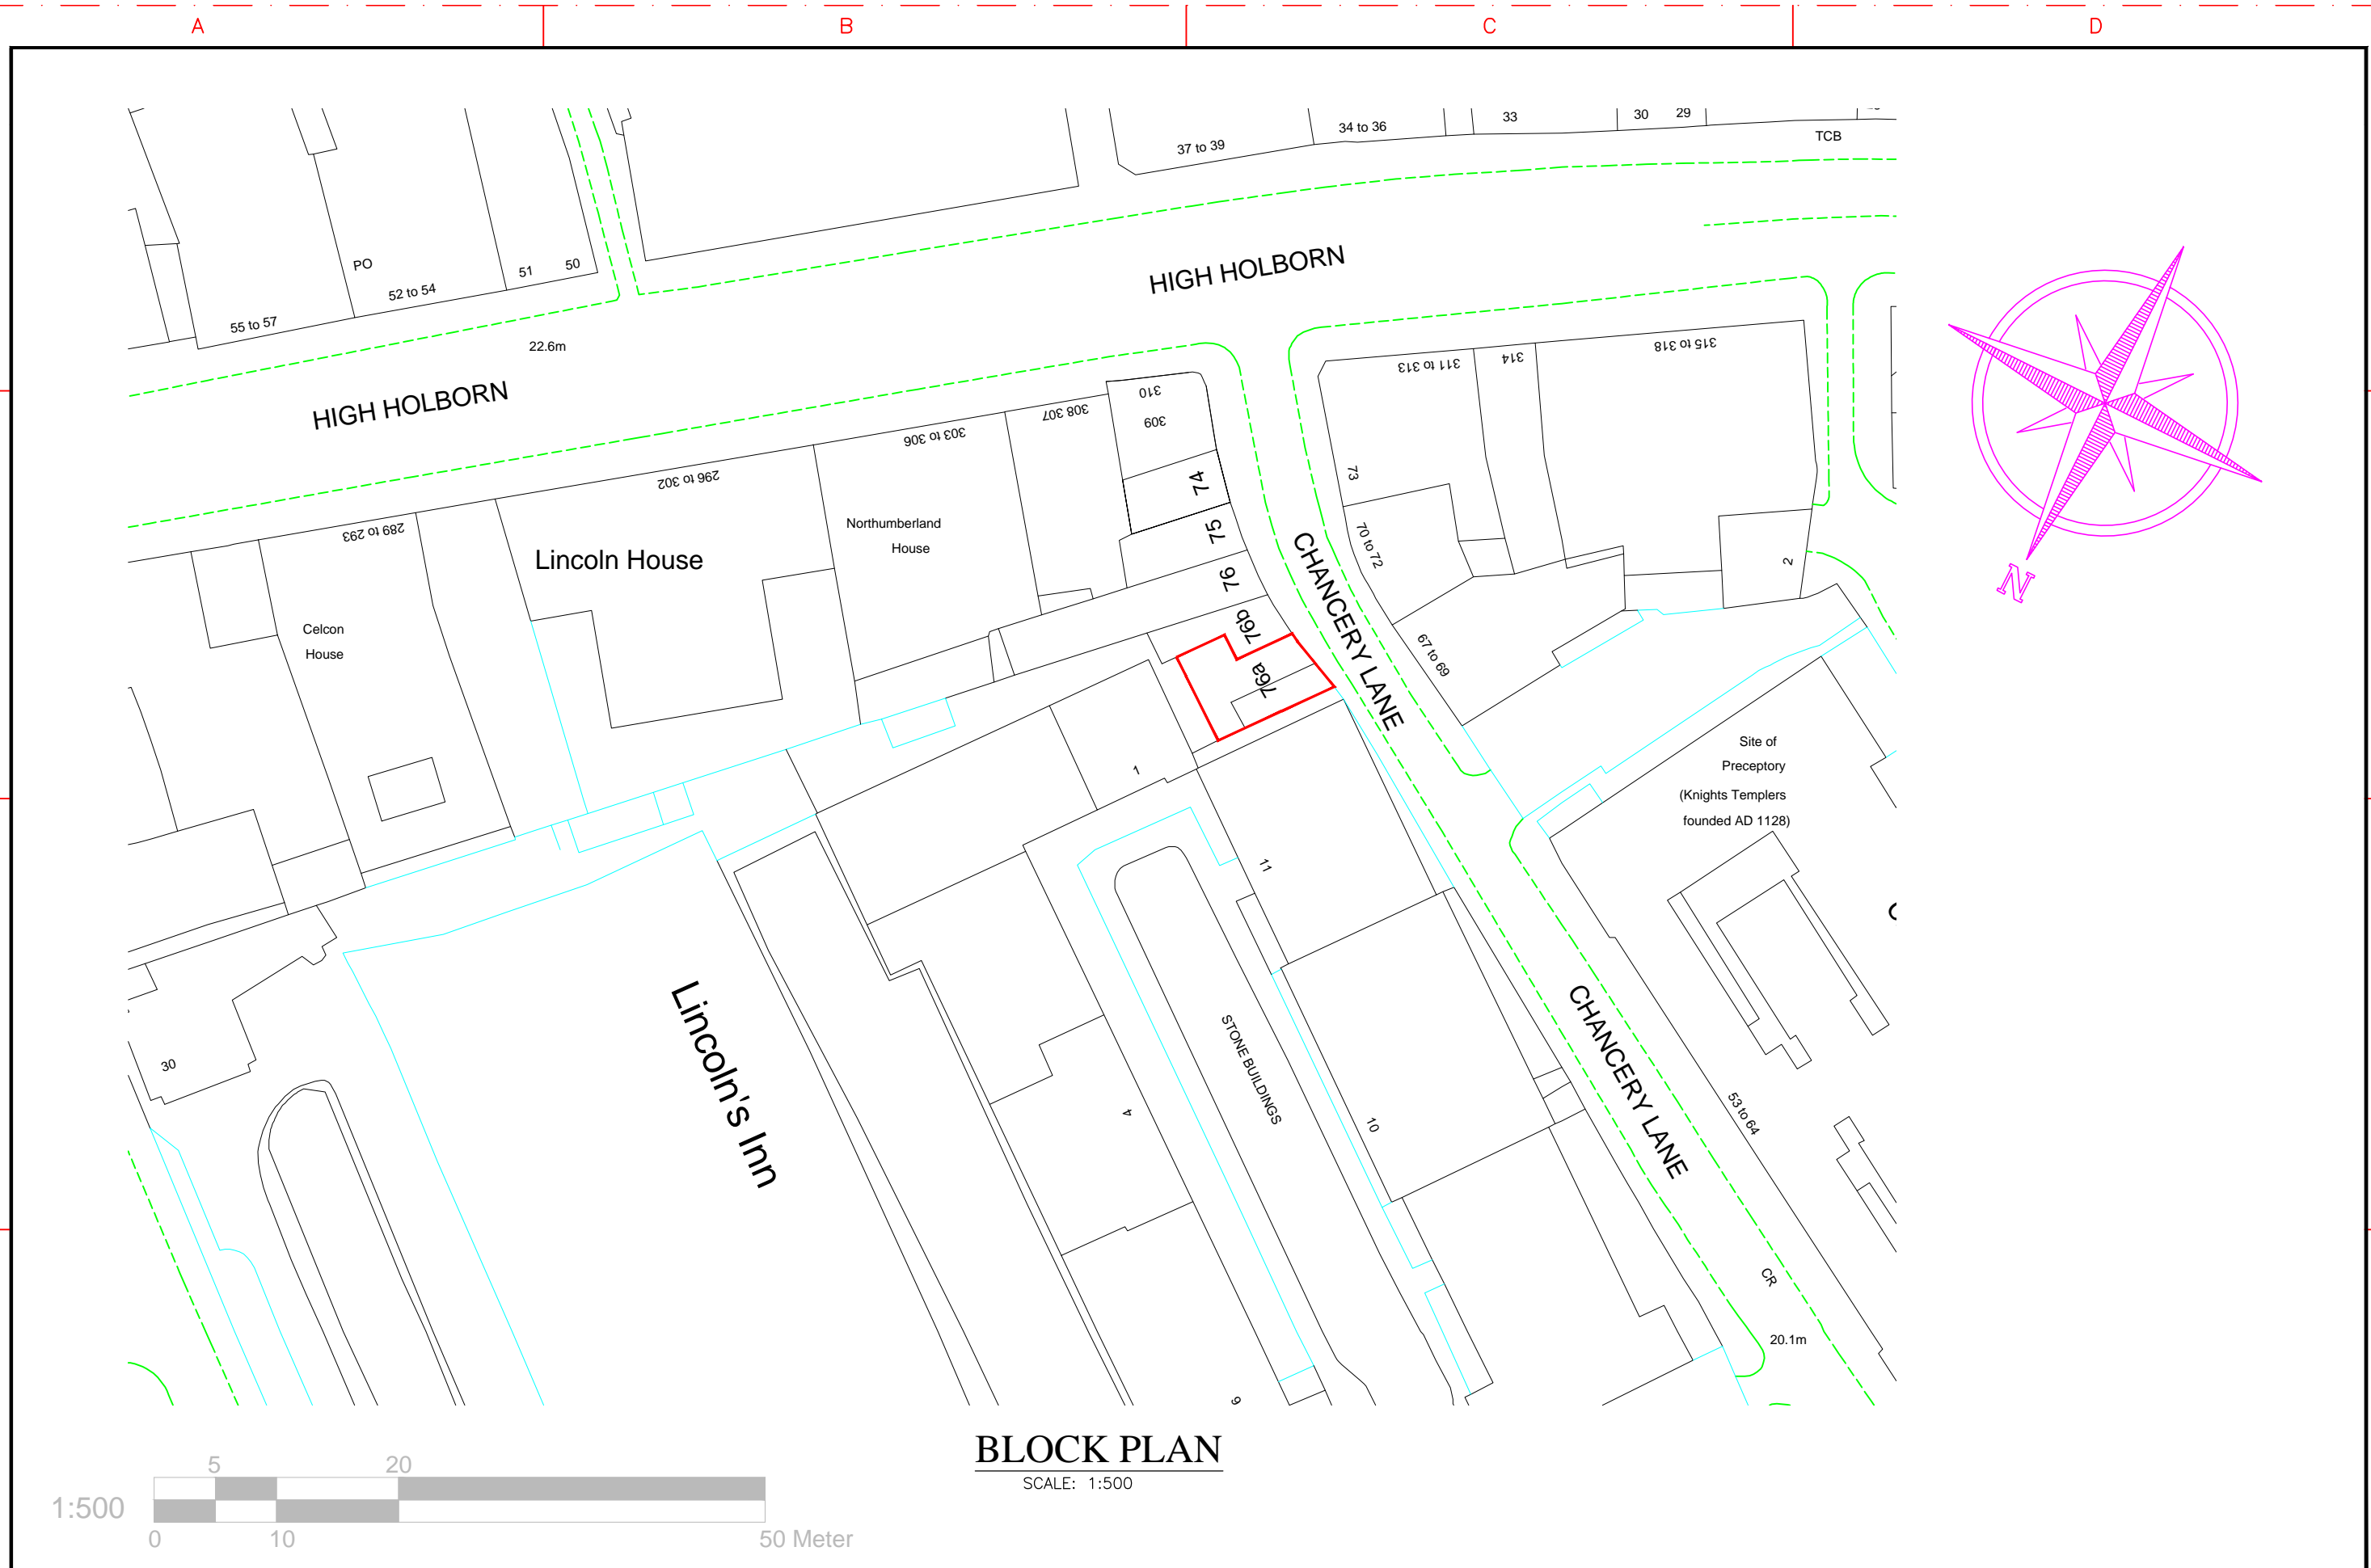 A
B
C
D
37 to 39
34 to 36
33
30
29
TCB
PO
52 to 54
51
50
55 to 57
22.6m
HIGH HOLBORN
HIGH HOLBORN
289 to 293
296 to 302
303 to 306
308 307
310
309
311 to 313
314
315 to 318
74
75
76
76b
76a
73
70 to 72
67 to 69
2
Lincoln House
Northumberland
House
Celcon
House
CHANCERY LANE
N
Site of
Preceptory
(Knights Templers
founded AD 1128)
1
11
30
Lincoln's Inn
STONE BUILDINGS
4
10
CHANCERY LANE
53 to 64
CR
20.1m
9
BLOCK PLAN
SCALE: 1:500
1:500
5
20
0
10
50 Meter